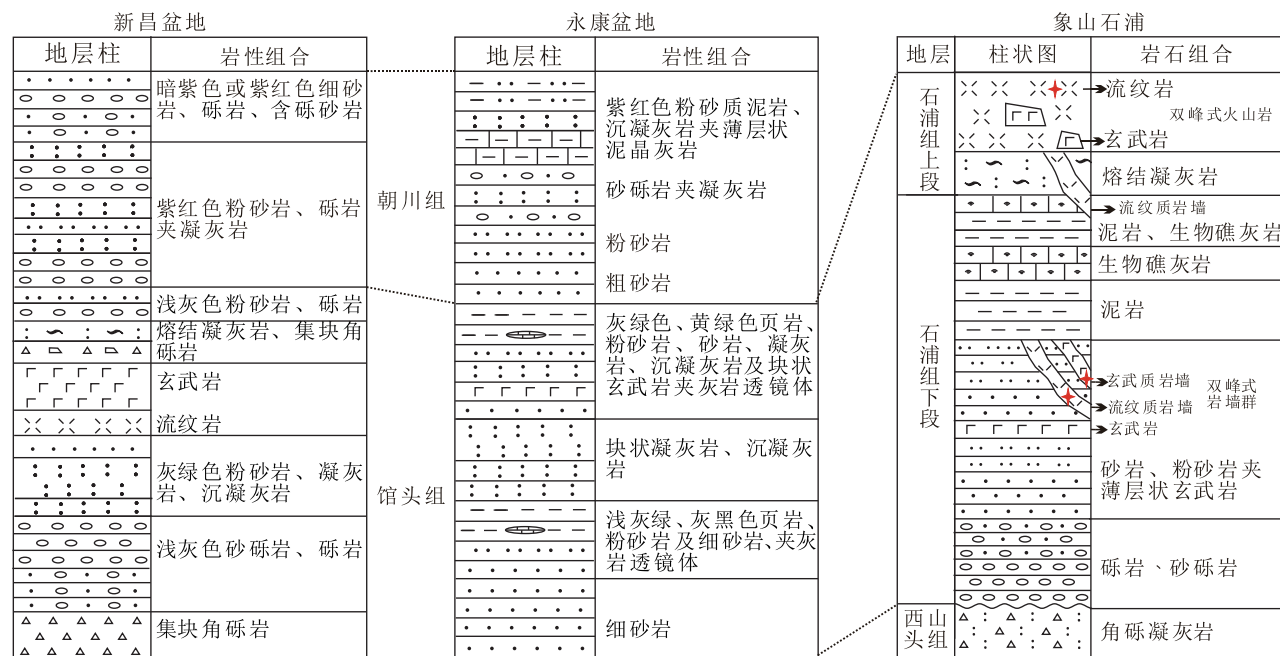 新昌盆地
地层柱
岩性组合
暗紫色或紫红色细砂
岩、砾岩、含砾砂岩
紫红色粉砂岩、砾岩
夹凝灰岩
浅灰色粉砂岩、砾岩
熔结凝灰岩、集块角
砾岩
玄武岩
流纹岩
灰绿色粉砂岩、凝灰
岩、沉凝灰岩
浅灰色砂砾岩、砾岩
集块角砾岩
朝川组
馆头组
永康盆地
地层柱
岩性组合
紫红色粉砂质泥岩、
沉凝灰岩夹薄层状
泥晶灰岩
砂砾岩夹凝灰岩
粉砂岩
粗砂岩
灰绿色、黄绿色页岩、
粉砂岩、砂岩、凝灰
岩、沉凝灰岩及块状
玄武岩夹灰岩透镜体
块状凝灰岩、沉凝灰
岩
浅灰绿、灰黑色页岩、
粉砂岩及细砂岩、夹灰
岩透镜体
细砂岩
象山石浦
地层
柱状图
岩石组合
石浦组上段
石浦组下段
西山
头组
流纹岩
双峰式火山岩
玄武岩
熔结凝灰岩
流纹质岩墙
泥岩、生物礁灰岩
生物礁灰岩
泥岩
玄武质岩墙
双峰式
岩墙群
流纹质岩墙
玄武岩
砂岩、粉砂岩夹
薄层状玄武岩
砾岩、砂砾岩
角砾凝灰岩